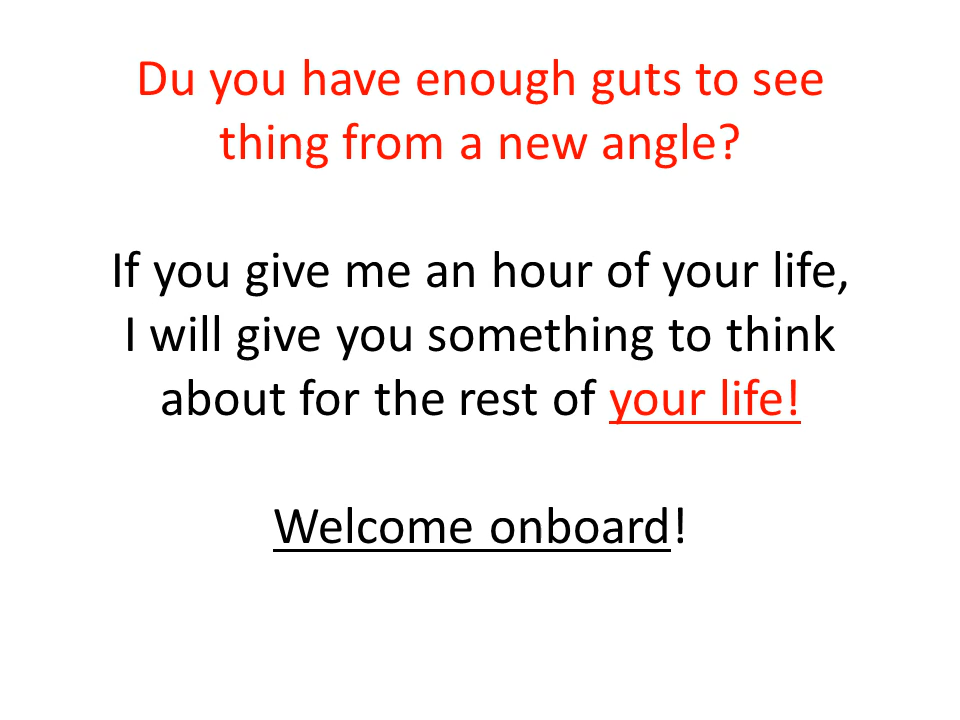 Du you have enough guts to see
thing from a new angle?
If you give me an hour of your life,
I will give you something to think
about for the rest of your life!
Welcome onboard!